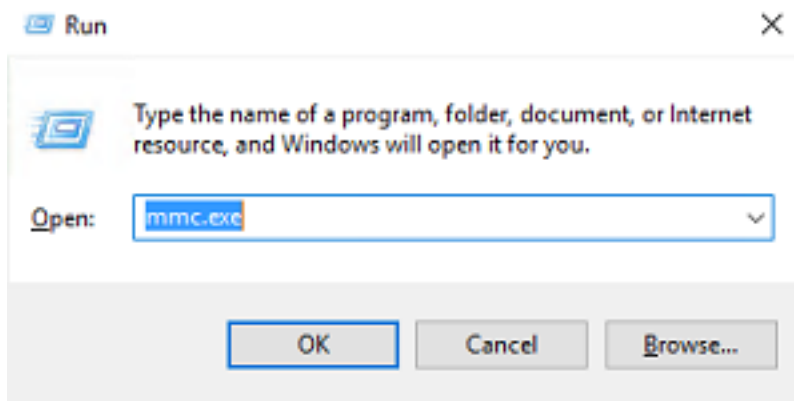 Run
Type the name of a program, folder, document, or Internet
resource, and Windows will open it for you.
Open: mmc.exe
OK Cancel Browse...